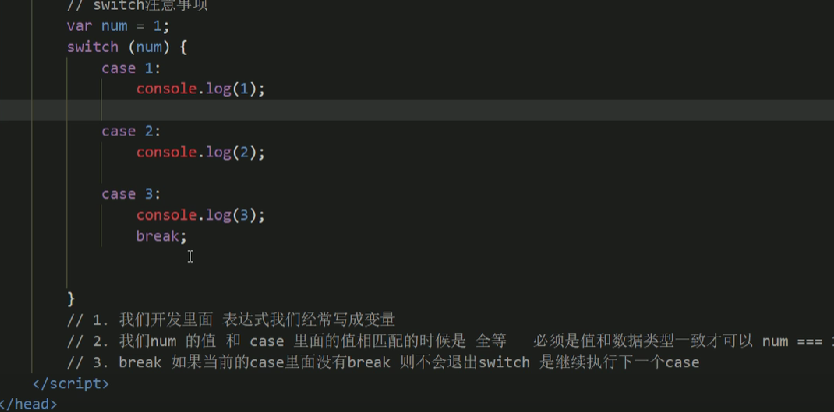 // switch注意事项
var num = 1;
switch (num) {
case 1:
console.log(1);
case 2:
console.log(2);
case 3:
console.log(3);
break;
}
// 1. 我们开发里面 表达式我们经常写成变量
// 2. 我们num 的值 和 case 里面的值相匹配的时候是 全等 必须是值和数据类型一致才可以 num ===
// 3. break 如果当前的case里面没有break 则不会退出switch 是继续执行下一个case
</script>
</head>